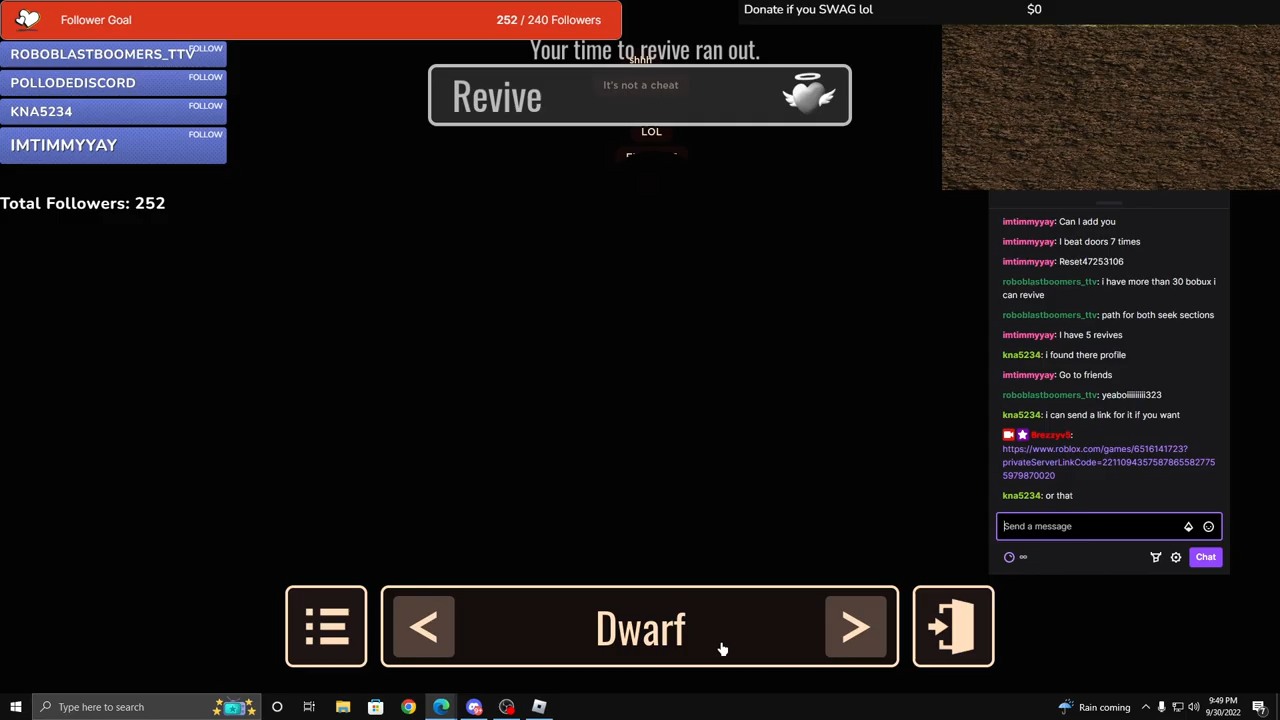 Follower Goal
252 / 240 Followers
Donate if you SWAG lol
$0
ROBOBLASTBOOMERS_TTV
FOLLOW
POLLODEDISCORD
FOLLOW
KNA5234
FOLLOW
IMTIMMYYAY
FOLLOW
Total Followers: 252
Your time to revive ran out.
shhh
Revive
It's not a cheat
LOL
imtimmyyay: Can I add you
imtimmyyay: I beat doors 7 times
imtimmyyay: Reset47253106
roboblastboomers_ttv: i have more than 30 bobux i
can revive
roboblastboomers_ttv: path for both seek sections
imtimmyyay: I have 5 revives
kna5234: i found there profile
imtimmyyay: Go to friends
roboblastboomers_ttv: yeaboiiiiiiiii323
kna5234: i can send a link for it if you want
Brezzyv5:
https://www.roblox.com/games/6516141723?
privateServerLinkCode=2211094357587865582775
5979870020
kna5234: or that
Send a message
Chat
<
Dwarf
>
Type here to search
Rain coming
9:49 PM
9/30/2022
7